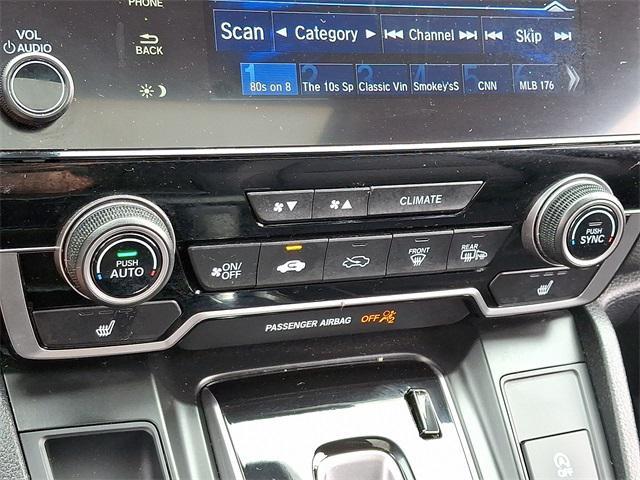 PHONE
VOL
AUDIO
BACK
Scan Category Channel Skip
1 2 3 4 5 6
80s on 8 The 10s Sp Classic Vin Smokey'sS CNN MLB 176
CLIMATE
PUSH
AUTO
ON/
OFF
FRONT
REAR
PUSH
SYNC
PASSENGER AIRBAG OFF
A
OFF